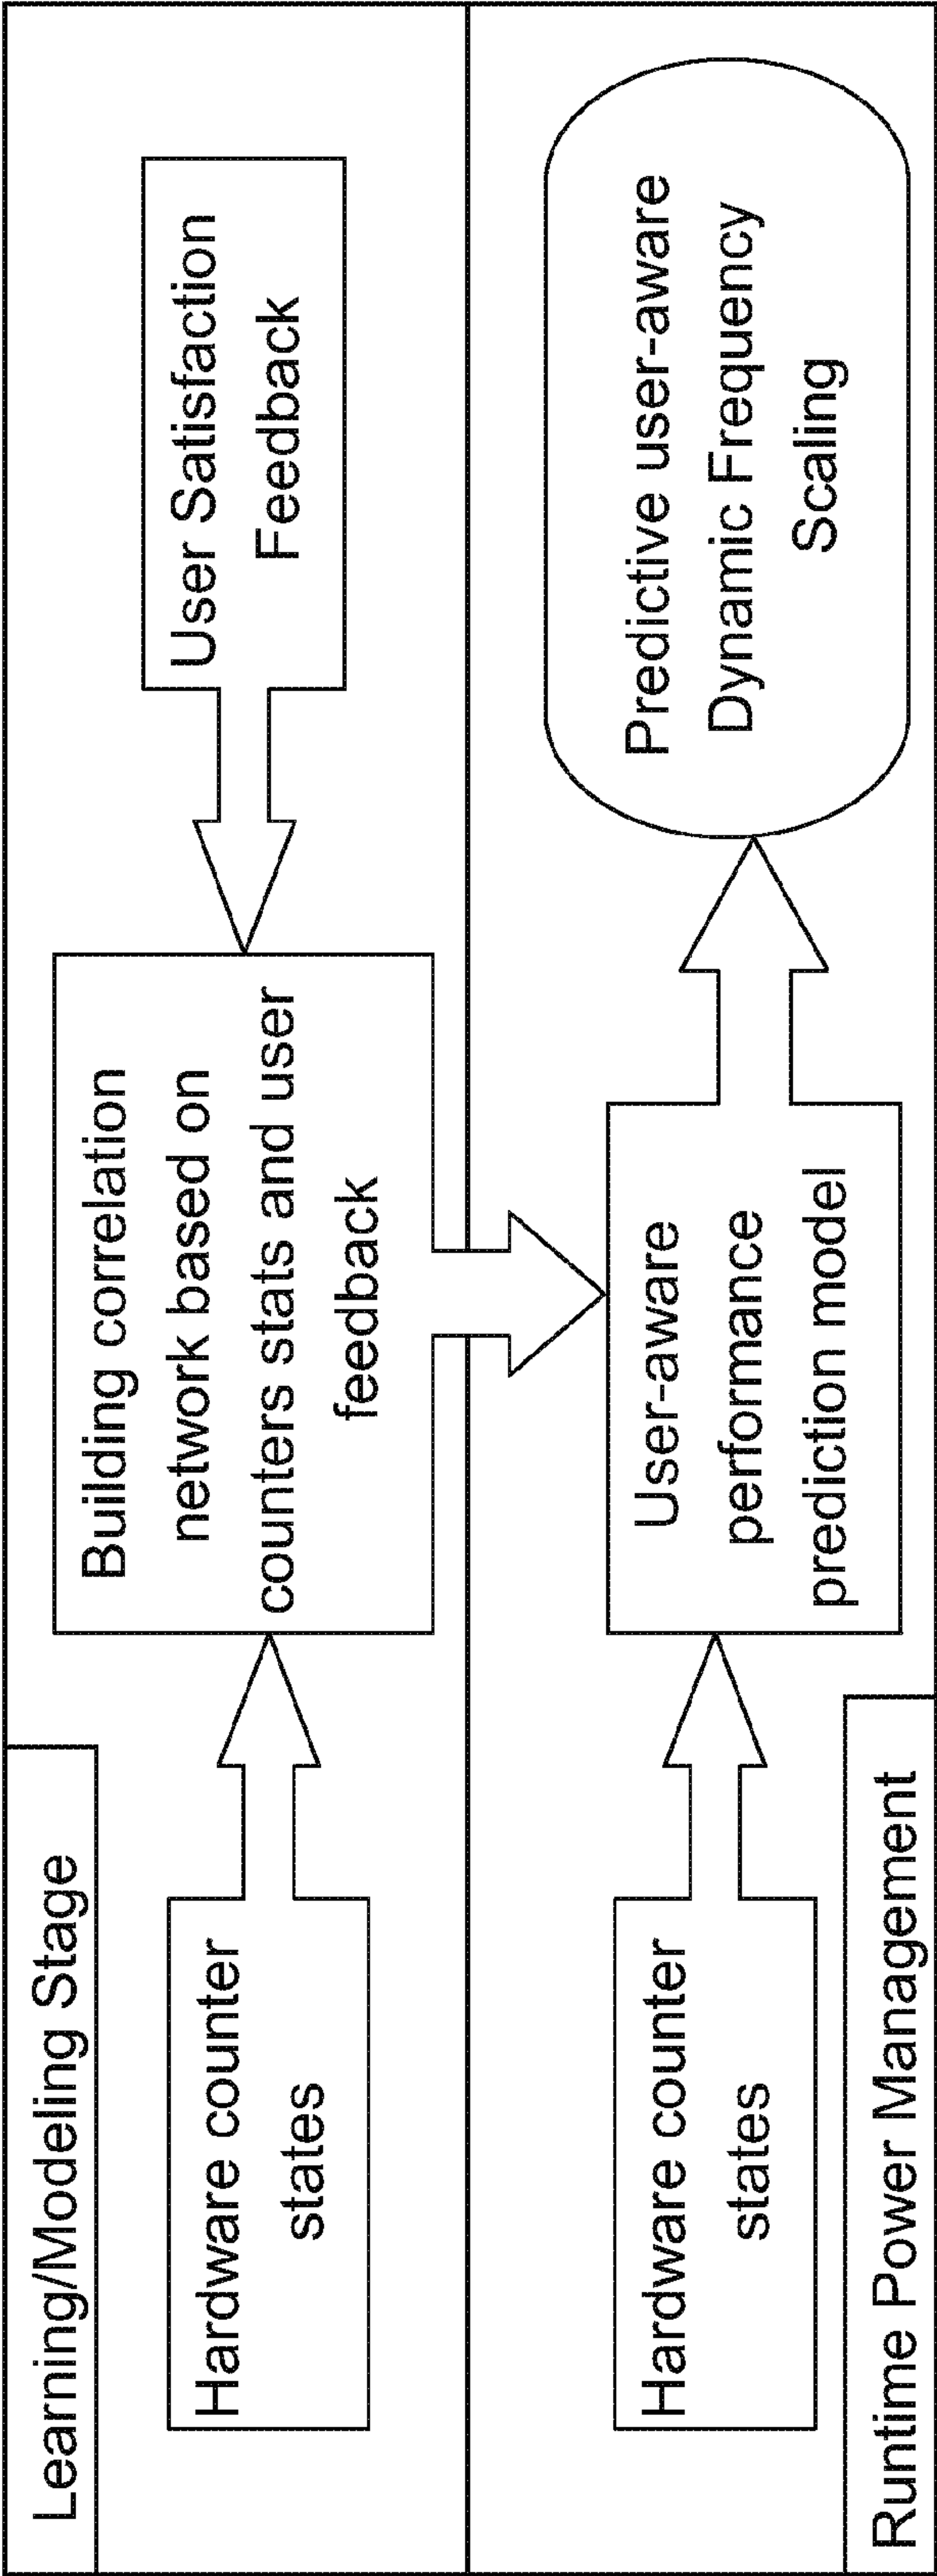 Learning/Modeling Stage
Hardware counter
states
Building correlation
network based on
counters stats and user
feedback
User Satisfaction
Feedback
Hardware counter
states
User-aware
performance
prediction model
Predictive user-aware
Dynamic Frequency
Scaling
Runtime Power Management